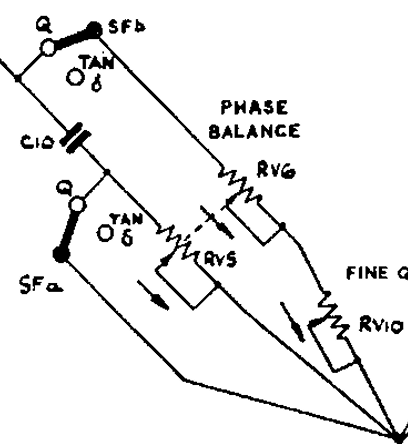 Q
SFb
TAN
δ
PHASE
BALANCE
C10
RV6
Q
TAN
δ
RV5
SFa
FINE Q
RV10